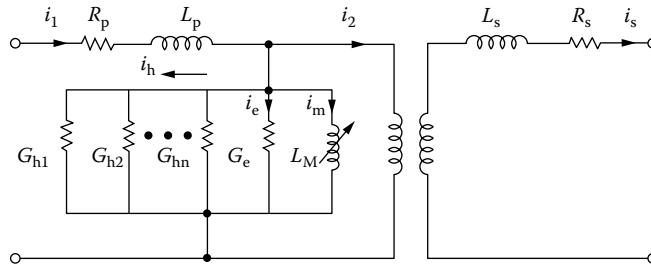 i1 Rp Lp i2 Ls Rs is
ih
ie im
Gh1 Gh2 Ghn Ge LM